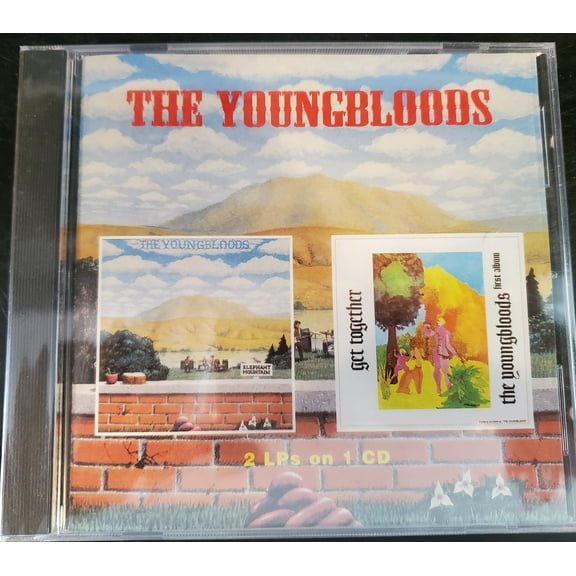 THE YOUNGBLOODS
THE YOUNGBLOODS
ELEPHANT
MOUNTAIN
get together
the youngbloods first album
2 LPs on 1 CD